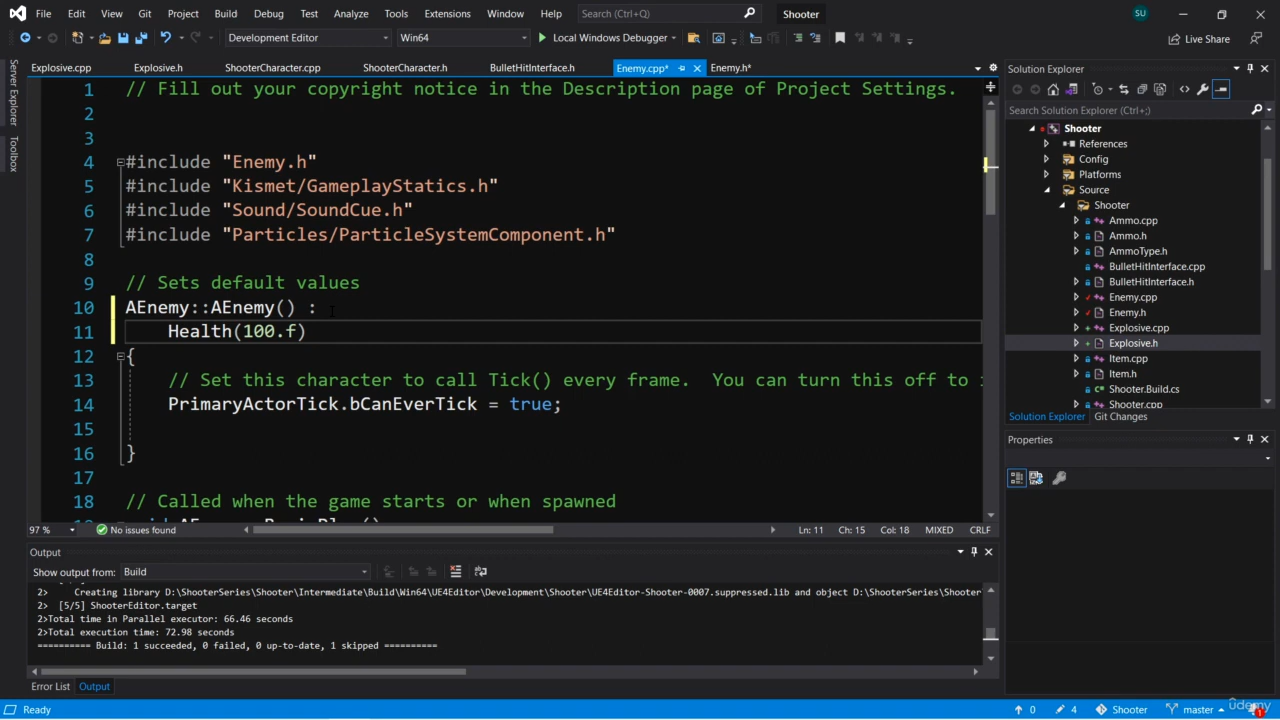 File Edit View Git Project Build Debug Test Analyze Tools Extensions Window Help Search (Ctrl+Q) Shooter SU
Development Editor Win64 Local Windows Debugger Live Share
Server Explorer
Toolbox
Explosive.cpp Explosive.h ShooterCharacter.cpp ShooterCharacter.h BulletHitInterface.h Enemy.cpp* Enemy.h*
1 // Fill out your copyright notice in the Description page of Project Settings.
2
3
4 #include "Enemy.h"
5 #include "Kismet/GameplayStatics.h"
6 #include "Sound/SoundCue.h"
7 #include "Particles/ParticleSystemComponent.h"
8
9 // Sets default values
10 AEnemy::AEnemy() :
11 Health(100.f)
12 {
13 // Set this character to call Tick() every frame.  You can turn this off to
14 PrimaryActorTick.bCanEverTick = true;
15
16 }
17
18 // Called when the game starts or when spawned
97 % No issues found Ln: 11 Ch: 15 Col: 18 MIXED CRLF
Output
Show output from: Build
2> Creating library D:\ShooterSeries\Shooter\Intermediate\Build\Win64\UE4Editor\Development\Shooter\UE4Editor-Shooter-0007.suppressed.lib and object D:\ShooterSeries\Shooter
2> [5/5] ShooterEditor.target
2>Total time in Parallel executor: 66.46 seconds
2>Total execution time: 72.98 seconds
========== Build: 1 succeeded, 0 failed, 0 up-to-date, 1 skipped ==========
Error List Output
Solution Explorer
Search Solution Explorer (Ctrl+;)
Shooter
References
Config
Platforms
Source
Shooter
Ammo.cpp
Ammo.h
AmmoType.h
BulletHitInterface.cpp
BulletHitInterface.h
Enemy.cpp
Enemy.h
Explosive.cpp
Explosive.h
Item.cpp
Item.h
Shooter.Build.cs
Shooter.cpp
Solution Explorer Git Changes
Properties
Ready 0 4 Shooter master 1
ûdemy